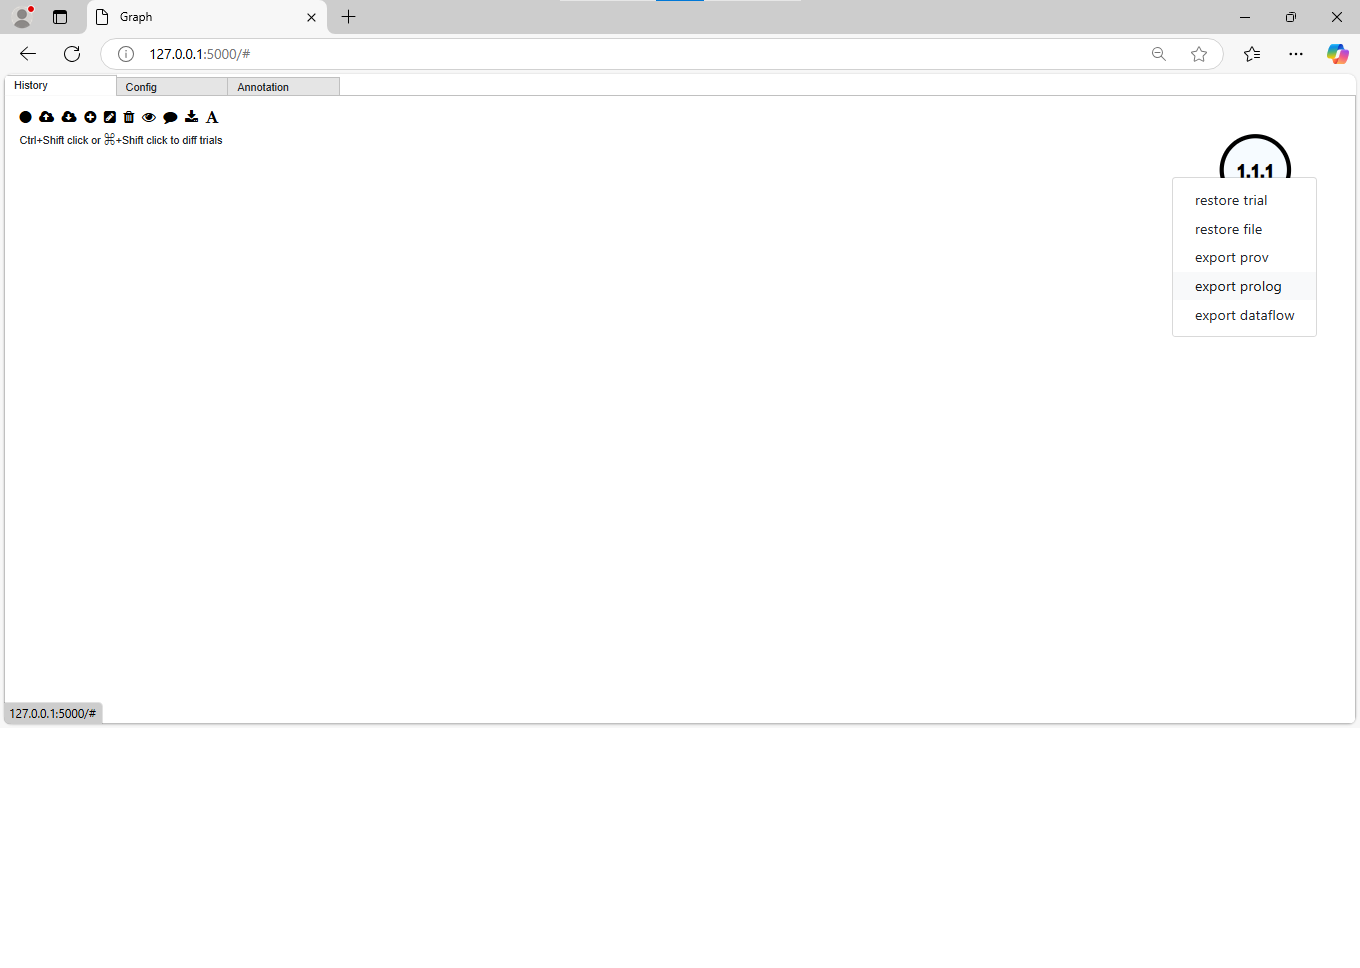 Graph
127.0.0.1:5000/#
History
Config
Annotation
A
Ctrl+Shift click or ⌘+Shift click to diff trials
1.1.1
restore trial
restore file
export prov
export prolog
export dataflow
127.0.0.1:5000/#